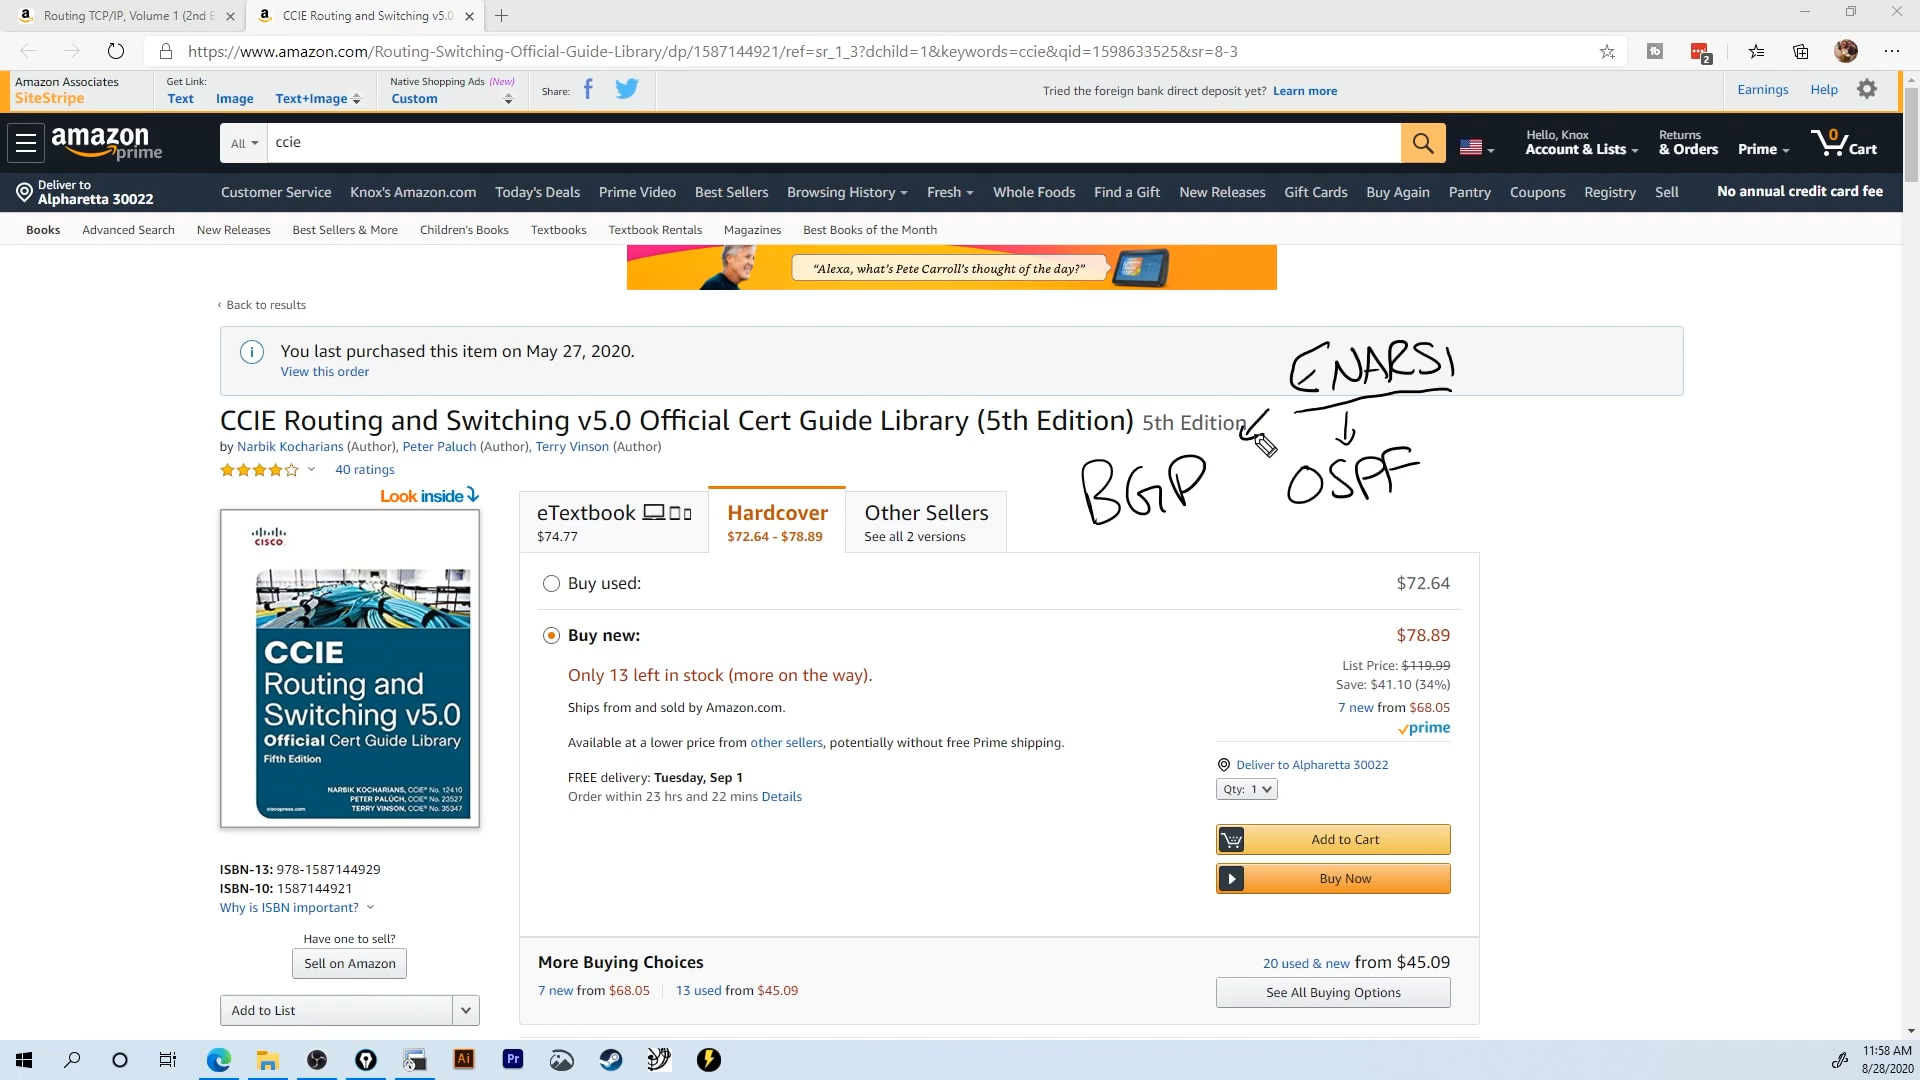 Routing TCP/IP, Volume 1 (2nd E
CCIE Routing and Switching v5.0
https://www.amazon.com/Routing-Switching-Official-Guide-Library/dp/1587144921/ref=sr_1_3?dchild=1&keywords=ccie&qid=1598633525&sr=8-3
2
Amazon Associates
SiteStripe
Get Link:
Text Image Text+Image
Native Shopping Ads (New)
Custom
Share:
Tried the foreign bank direct deposit yet? Learn more
Earnings Help
amazon
prime
All
ccie
Hello, Knox
Account & Lists
Returns
& Orders
Prime
0
Cart
Deliver to
Alpharetta 30022
Customer Service Knox's Amazon.com Today's Deals Prime Video Best Sellers Browsing History Fresh Whole Foods Find a Gift New Releases Gift Cards Buy Again Pantry Coupons Registry Sell
No annual credit card fee
Books Advanced Search New Releases Best Sellers & More Children's Books Textbooks Textbook Rentals Magazines Best Books of the Month
“Alexa, what's Pete Carroll's thought of the day?”
‹ Back to results
You last purchased this item on May 27, 2020.
View this order
ENARSI
CCIE Routing and Switching v5.0 Official Cert Guide Library (5th Edition) 5th Edition
by Narbik Kocharians (Author), Peter Paluch (Author), Terry Vinson (Author)
40 ratings
BGP
OSPF
Look inside
CISCO.
CCIE
Routing and
Switching v5.0
Official Cert Guide Library
Fifth Edition
NARBIK KOCHARIANS, CCIE® No. 12410
PETER PALÚCH, CCIE® No. 23527
TERRY VINSON, CCIE® No. 35347
ciscopress.com
eTextbook
$74.77
Hardcover
$72.64 - $78.89
Other Sellers
See all 2 versions
Buy used:
$72.64
Buy new:
$78.89
Only 13 left in stock (more on the way).
List Price: $119.99
Save: $41.10 (34%)
Ships from and sold by Amazon.com.
7 new from $68.05
prime
Available at a lower price from other sellers, potentially without free Prime shipping.
Deliver to Alpharetta 30022
FREE delivery: Tuesday, Sep 1
Qty: 1
Order within 23 hrs and 22 mins Details
Add to Cart
Buy Now
ISBN-13: 978-1587144929
ISBN-10: 1587144921
Why is ISBN important?
Have one to sell?
Sell on Amazon
Add to List
More Buying Choices
7 new from $68.05
13 used from $45.09
20 used & new from $45.09
See All Buying Options
Ai
Pr
11:58 AM
8/28/2020